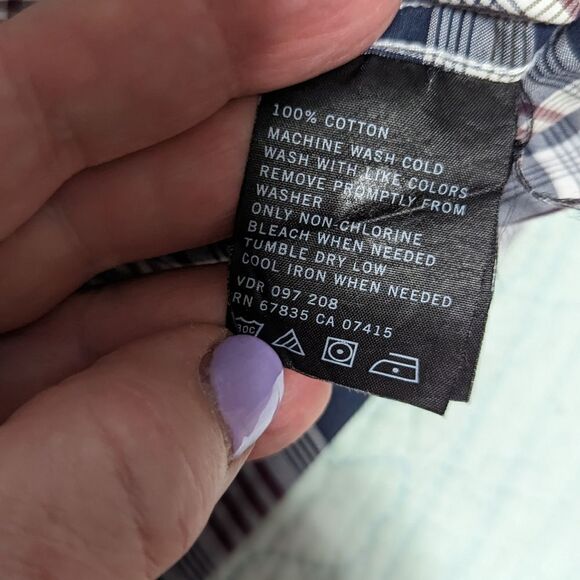 100% COTTON
MACHINE WASH COLD
WASH WITH LIKE COLORS
REMOVE PROMPTLY FROM
WASHER
ONLY NON-CHLORINE
BLEACH WHEN NEEDED
TUMBLE DRY LOW
COOL IRON WHEN NEEDED
VDR 097 208
RN 67835 CA 07415
30C